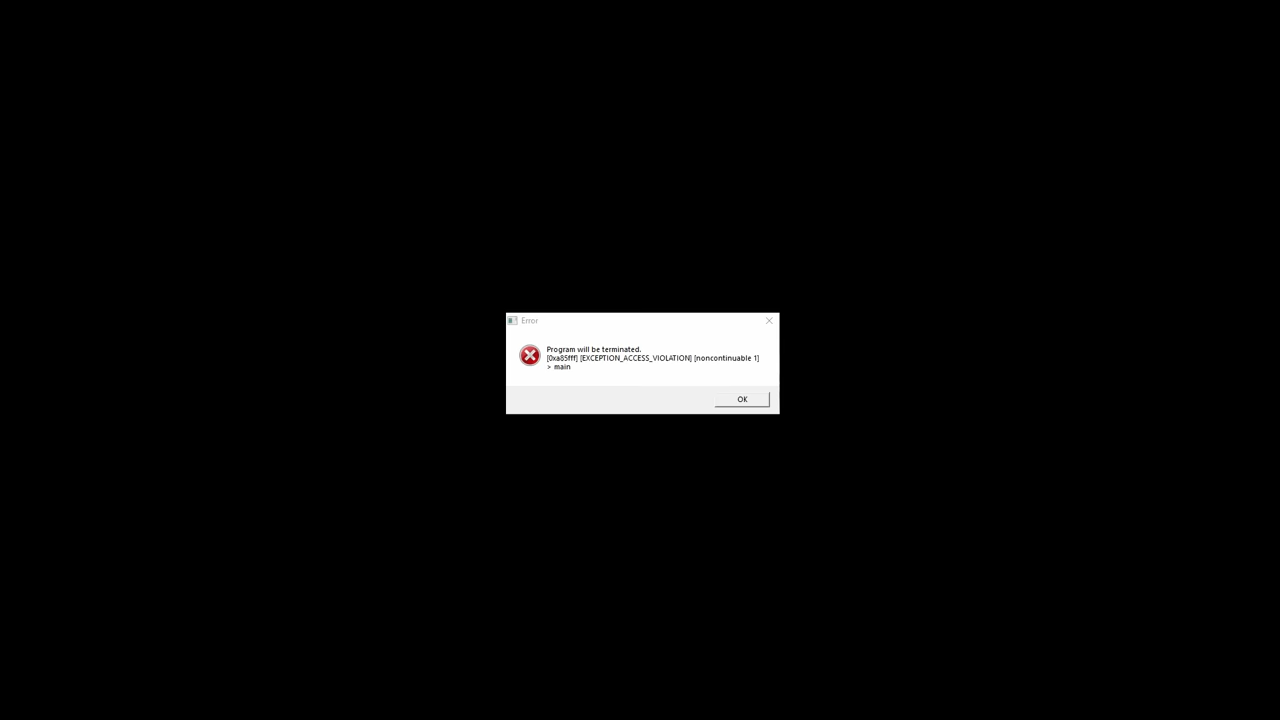 Error
Program will be terminated.
[0xa85fff] [EXCEPTION_ACCESS_VIOLATION] [noncontinuable 1]
> main
OK